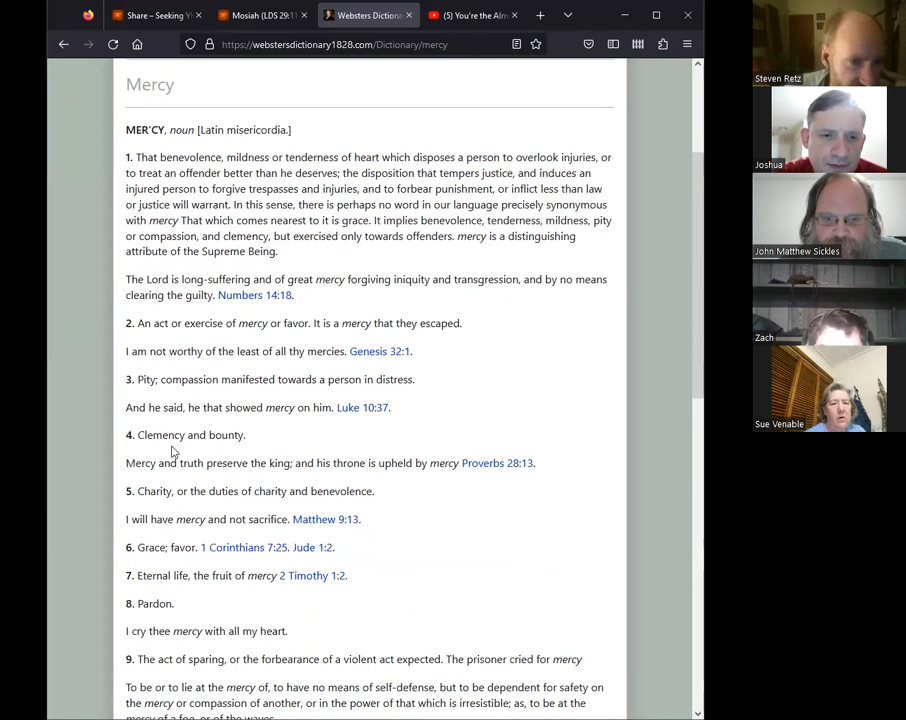 Share – Seeking Y
Mosiah (LDS 29:11
Websters Dictiona
(5) You're the Alm
https://webstersdictionary1828.com/Dictionary/mercy
Mercy
MER'CY, noun [Latin misericordia.]
1. That benevolence, mildness or tenderness of heart which disposes a person to overlook injuries, or
to treat an offender better than he deserves; the disposition that tempers justice, and induces an
injured person to forgive trespasses and injuries, and to forbear punishment, or inflict less than law
or justice will warrant. In this sense, there is perhaps no word in our language precisely synonymous
with mercy That which comes nearest to it is grace. It implies benevolence, tenderness, mildness, pity
or compassion, and clemency, but exercised only towards offenders. mercy is a distinguishing
attribute of the Supreme Being.
The Lord is long-suffering and of great mercy forgiving iniquity and transgression, and by no means
clearing the guilty. Numbers 14:18.
2. An act or exercise of mercy or favor. It is a mercy that they escaped.
I am not worthy of the least of all thy mercies. Genesis 32:1.
3. Pity; compassion manifested towards a person in distress.
And he said, he that showed mercy on him. Luke 10:37.
4. Clemency and bounty.
Mercy and truth preserve the king; and his throne is upheld by mercy Proverbs 28:13.
5. Charity, or the duties of charity and benevolence.
I will have mercy and not sacrifice. Matthew 9:13.
6. Grace; favor. 1 Corinthians 7:25. Jude 1:2.
7. Eternal life, the fruit of mercy 2 Timothy 1:2.
8. Pardon.
I cry thee mercy with all my heart.
9. The act of sparing, or the forbearance of a violent act expected. The prisoner cried for mercy
To be or to lie at the mercy of, to have no means of self-defense, but to be dependent for safety on
the mercy or compassion of another, or in the power of that which is irresistible; as, to be at the
mercy of a foe, or of the waves.
Steven Retz
Joshua
John Matthew Sickles
Zach
Sue Venable